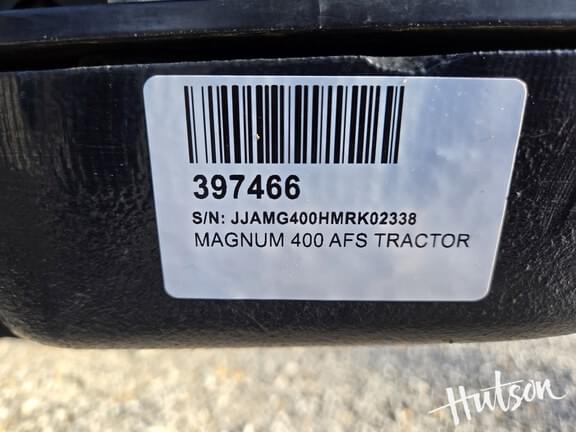 397466
S/N: JJAMG400HMRK02338
MAGNUM 400 AFS TRACTOR
Hutson